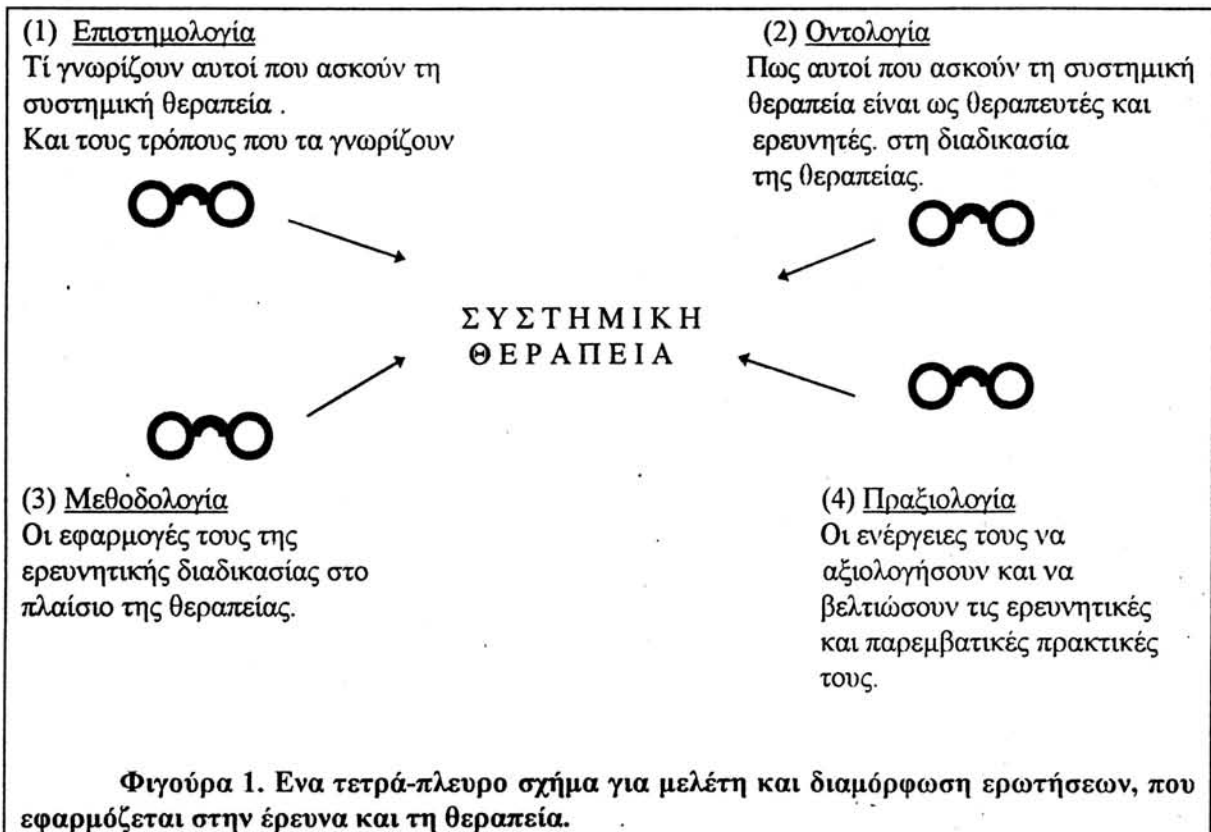 (1) Επιστημολογία
Τί γνωρίζουν αυτοί που ασκούν τη
συστημική θεραπεία .
Και τους τρόπους που τα γνωρίζουν
(2) Οντολογία
Πως αυτοί που ασκούν τη συστημική
θεραπεία είναι ως θεραπευτές και
ερευνητές. στη διαδικασία
της θεραπείας.
ΣΥΣΤΗΜΙΚΗ
ΘΕΡΑΠΕΙΑ
(3) Μεθοδολογία
Οι εφαρμογές τους της
ερευνητικής διαδικασίας στο
πλαίσιο της θεραπείας.
(4) Πραξιολογία
Οι ενέργειες τους να
αξιολογήσουν και να
βελτιώσουν τις ερευνητικές
και παρεμβατικές πρακτικές
τους.
Φιγούρα 1. Ενα τετρά-πλευρο σχήμα για μελέτη και διαμόρφωση ερωτήσεων, που
εφαρμόζεται στην έρευνα και τη θεραπεία.